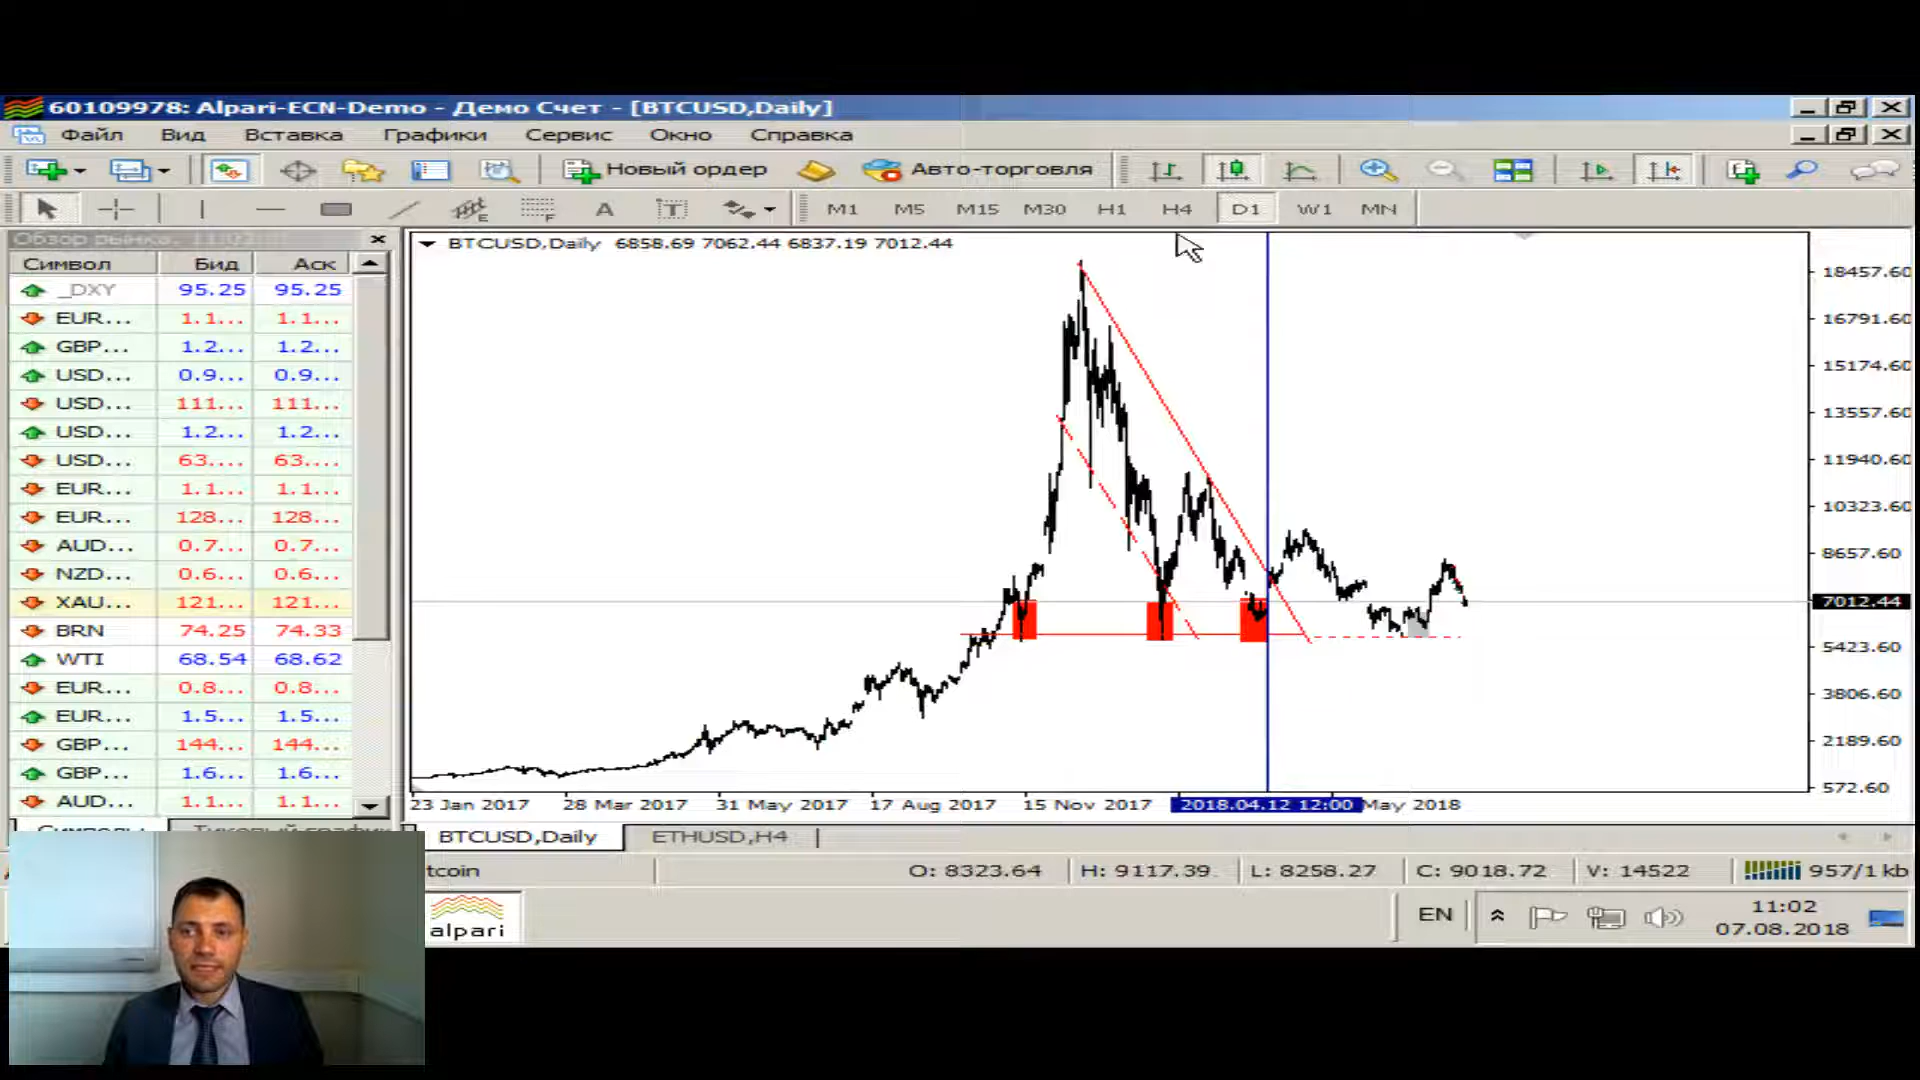 60109978: Alpari-ECN-Demo - Демо Счет - [BTCUSD,Daily]
Файл Вид Вставка Графики Сервис Окно Справка
Новый ордер Авто-торговля
E F A T M1 M5 M15 M30 H1 H4 D1 W1 MN
Обзор рынка: 11:02
Символ Бид Аск
_DXY 95.25 95.25
EUR... 1.1... 1.1...
GBP... 1.2... 1.2...
USD... 0.9... 0.9...
USD... 111... 111...
USD... 1.2... 1.2...
USD... 63.... 63....
EUR... 1.1... 1.1...
EUR... 128... 128...
AUD... 0.7... 0.7...
NZD... 0.6... 0.6...
XAU... 121... 121...
BRN 74.25 74.33
WTI 68.54 68.62
EUR... 0.8... 0.8...
EUR... 1.5... 1.5...
GBP... 144... 144...
GBP... 1.6... 1.6...
AUD... 1.1... 1.1...
BTCUSD,Daily 6858.69 7062.44 6837.19 7012.44
18457.60
16791.60
15174.60
13557.60
11940.60
10323.60
8657.60
7012.44
5423.60
3806.60
2189.60
572.60
23 Jan 2017 28 Mar 2017 31 May 2017 17 Aug 2017 15 Nov 2017 2018.04.12 12:00 May 2018
BTCUSD,Daily ETHUSD,H4
tcoin O: 8323.64 H: 9117.39 L: 8258.27 C: 9018.72 V: 14522 957/1 kb
alpari
EN
11:02
07.08.2018